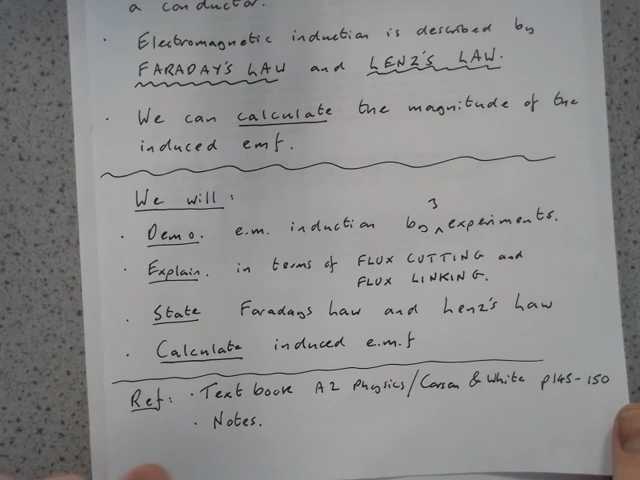 a conductor.
· Electromagnetic induction is described by
FARADAY'S LAW and LENZ'S LAW.
· We can calculate the magnitude of the
induced emf.
We will:
· Demo. e.m. induction by ^3 experiments.
· Explain. in terms of FLUX CUTTING and
FLUX LINKING.
· State Faradays Law and Lenz's Law
· Calculate induced e.m.f
Ref: · Text book A2 Physics/Carson & White p145-150
· Notes.